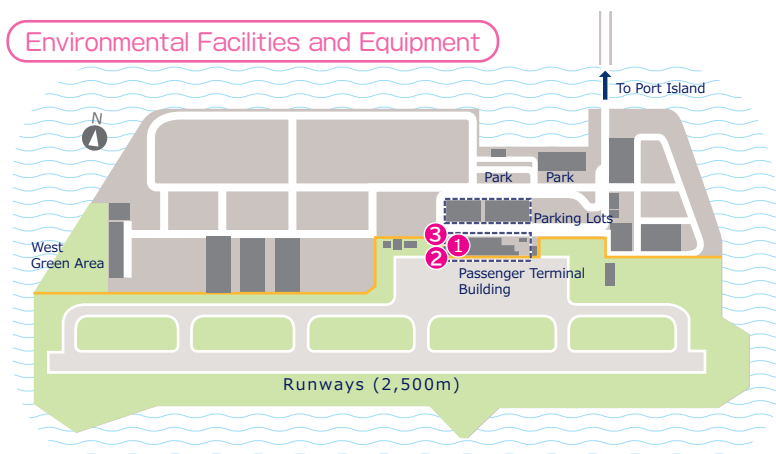 Environmental Facilities and Equipment
To Port Island
N
Park Park
Parking Lots
3
1
2
West
Green Area
Passenger Terminal
Building
Runways (2,500m)